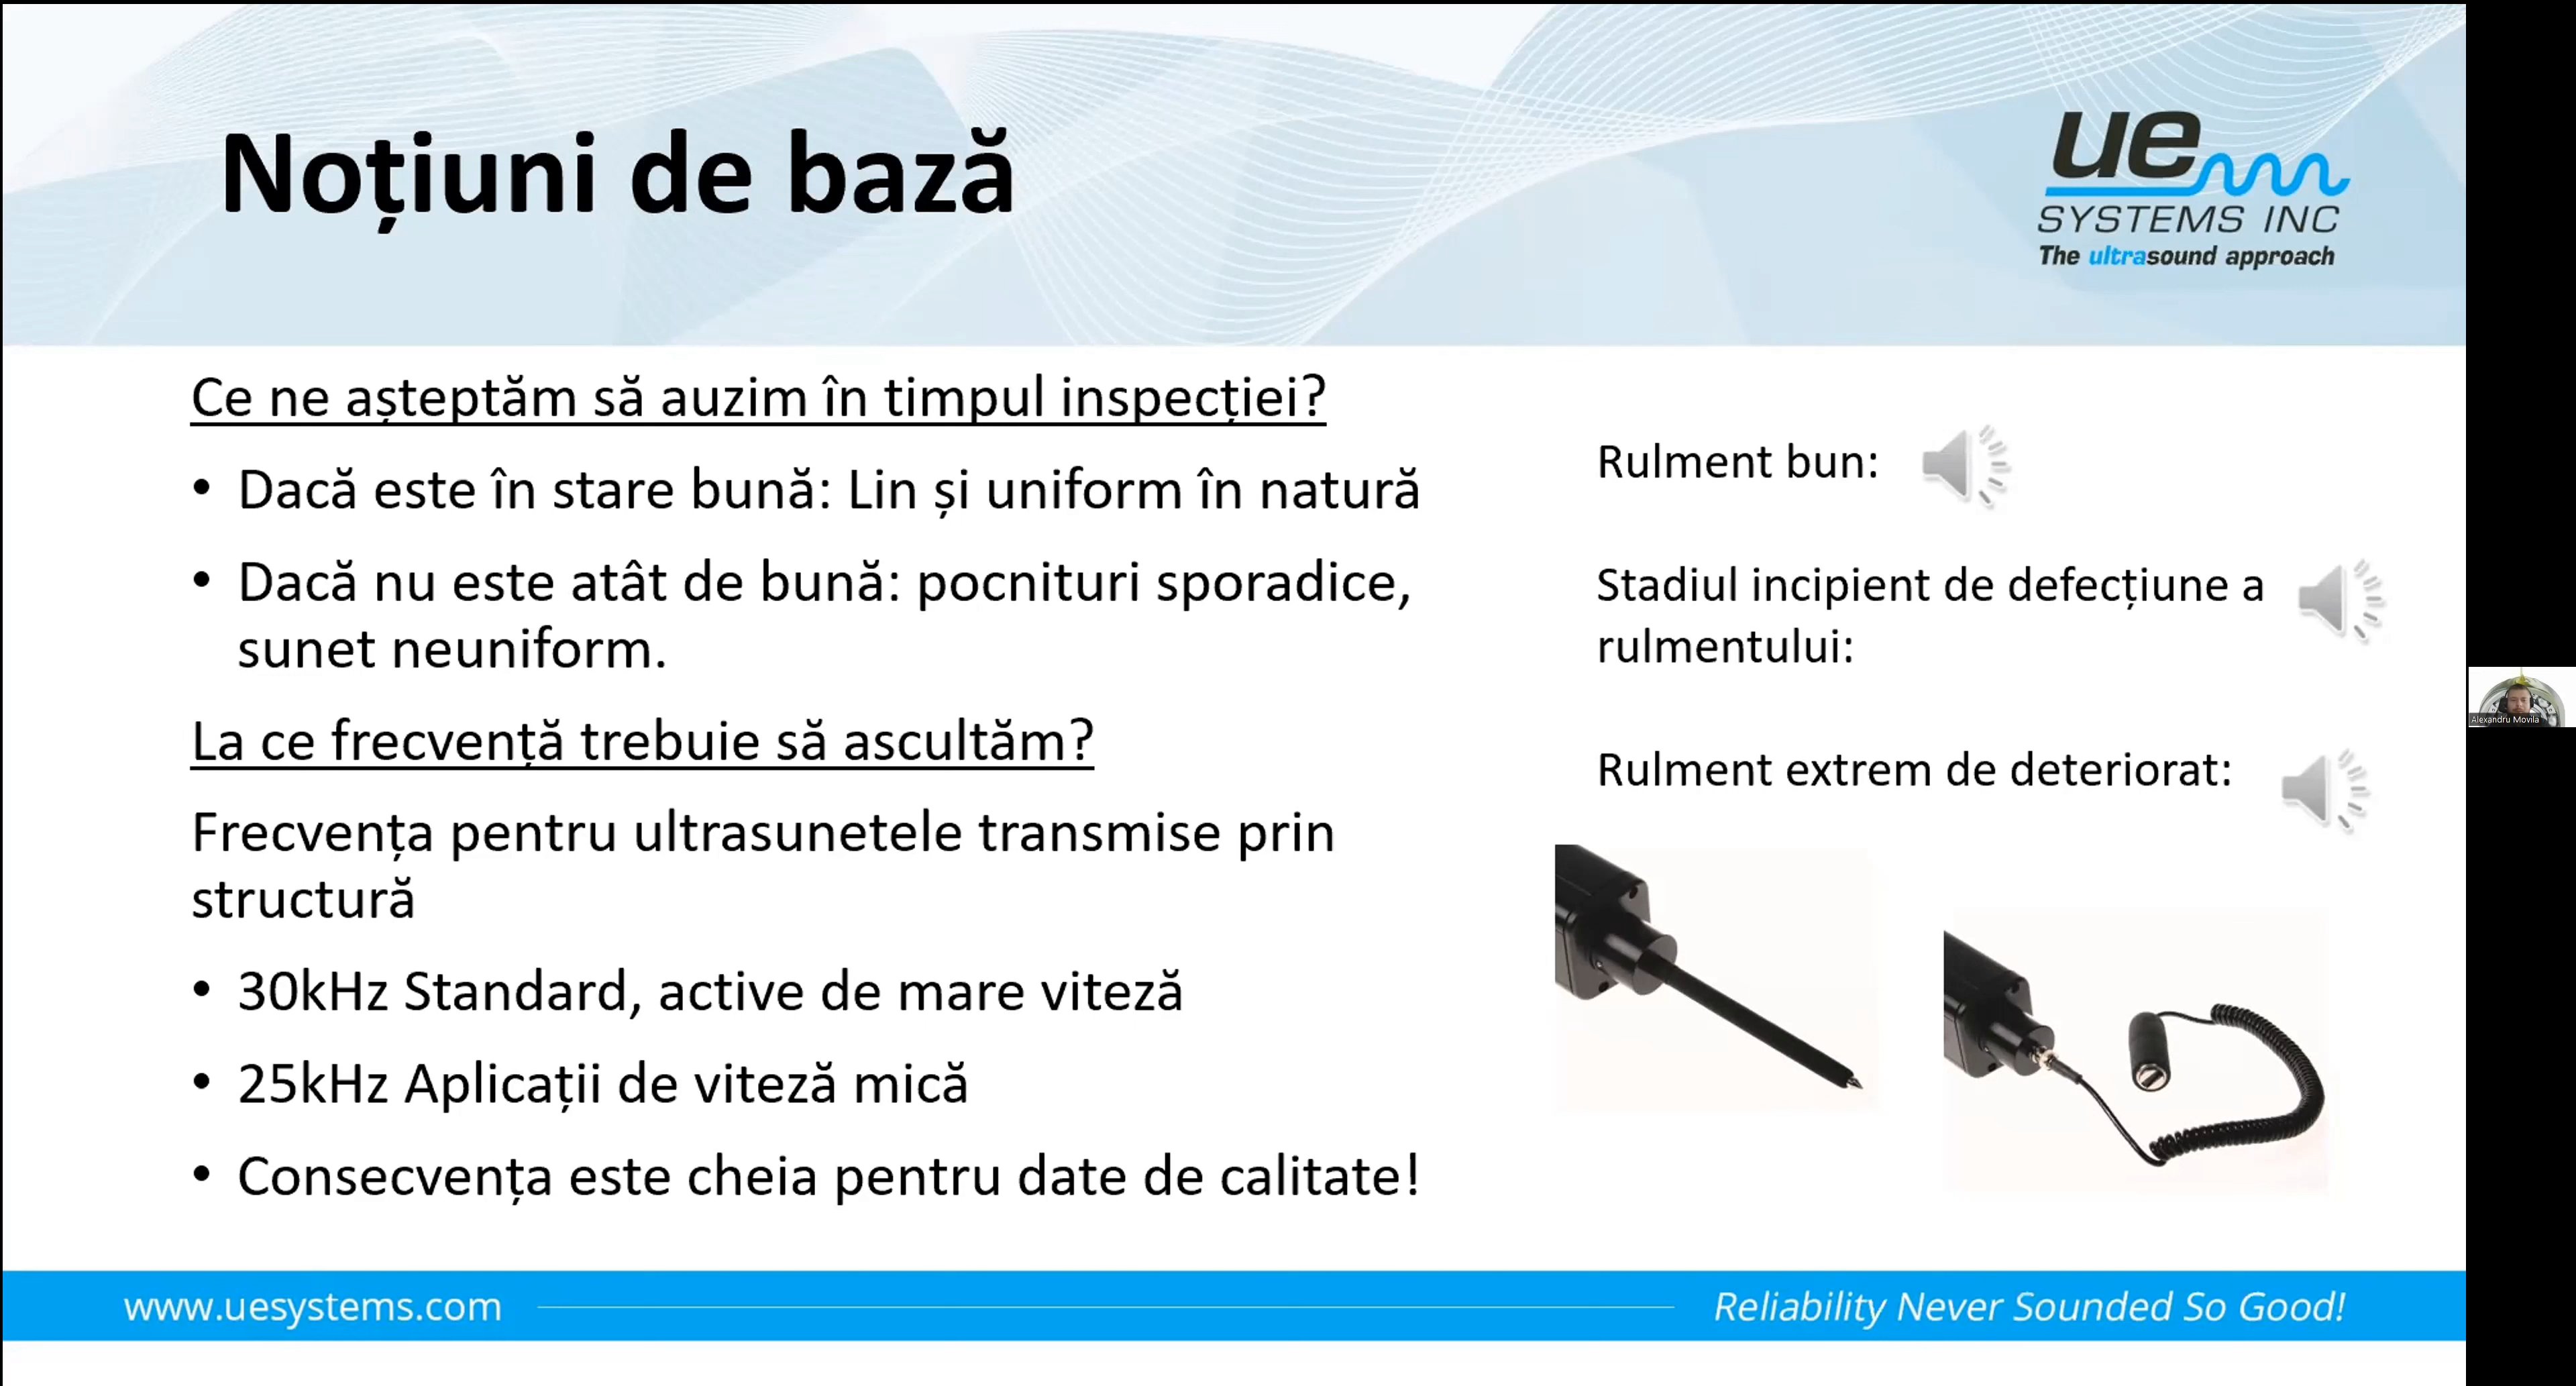 Noțiuni de bază
ue
SYSTEMS INC
The ultrasound approach
Ce ne așteptăm să auzim în timpul inspecției?
• Dacă este în stare bună: Lin și uniform în natură
• Dacă nu este atât de bună: pocnituri sporadice,
sunet neuniform.
La ce frecvență trebuie să ascultăm?
Frecvența pentru ultrasunetele transmise prin
structură
• 30kHz Standard, active de mare viteză
• 25kHz Aplicații de viteză mică
• Consecvența este cheia pentru date de calitate!
Rulment bun:
Stadiul incipient de defecțiune a
rulmentului:
Rulment extrem de deteriorat:
Alexandru Movila
www.uesystems.com
Reliability Never Sounded So Good!